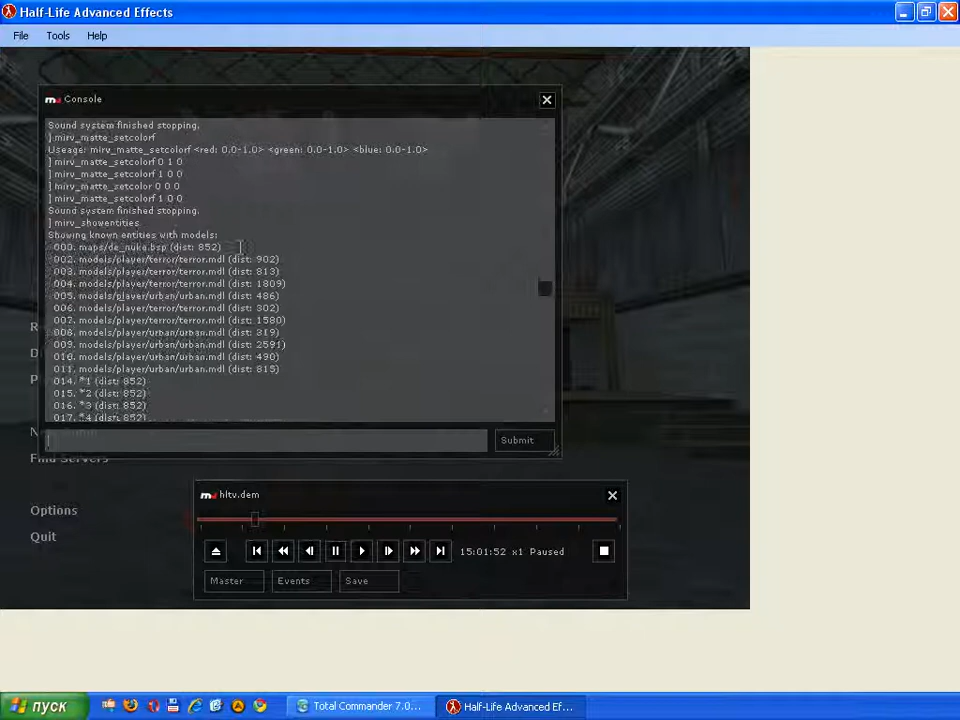 Half-Life Advanced Effects
File Tools Help
Console
Sound system finished stopping.
] mirv_matte_setcolorf
Useage: mirv_matte_setcolorf <red: 0.0-1.0> <green: 0.0-1.0> <blue: 0.0-1.0>
] mirv_matte_setcolorf 0 1 0
] mirv_matte_setcolorf 1 0 0
] mirv_matte_setcolor 0 0 0
] mirv_matte_setcolorf 1 0 0
Sound system finished stopping.
] mirv_showentities
Showing known entities with models:
000. maps/de_nuke.bsp (dist: 852)
002. models/player/terror/terror.mdl (dist: 902)
003. models/player/terror/terror.mdl (dist: 813)
004. models/player/terror/terror.mdl (dist: 1809)
005. models/player/urban/urban.mdl (dist: 486)
006. models/player/terror/terror.mdl (dist: 302)
007. models/player/terror/terror.mdl (dist: 1580)
008. models/player/urban/urban.mdl (dist: 319)
009. models/player/urban/urban.mdl (dist: 2591)
010. models/player/urban/urban.mdl (dist: 490)
011. models/player/urban/urban.mdl (dist: 815)
014. *1 (dist: 852)
015. *2 (dist: 852)
016. *3 (dist: 852)
017. *4 (dist: 852)
Submit
Find Servers
hltv.dem
Options
Quit
15:01:52 x1 Paused
Master Events Save
пуск
Total Commander 7.0...
Half-Life Advanced Ef...